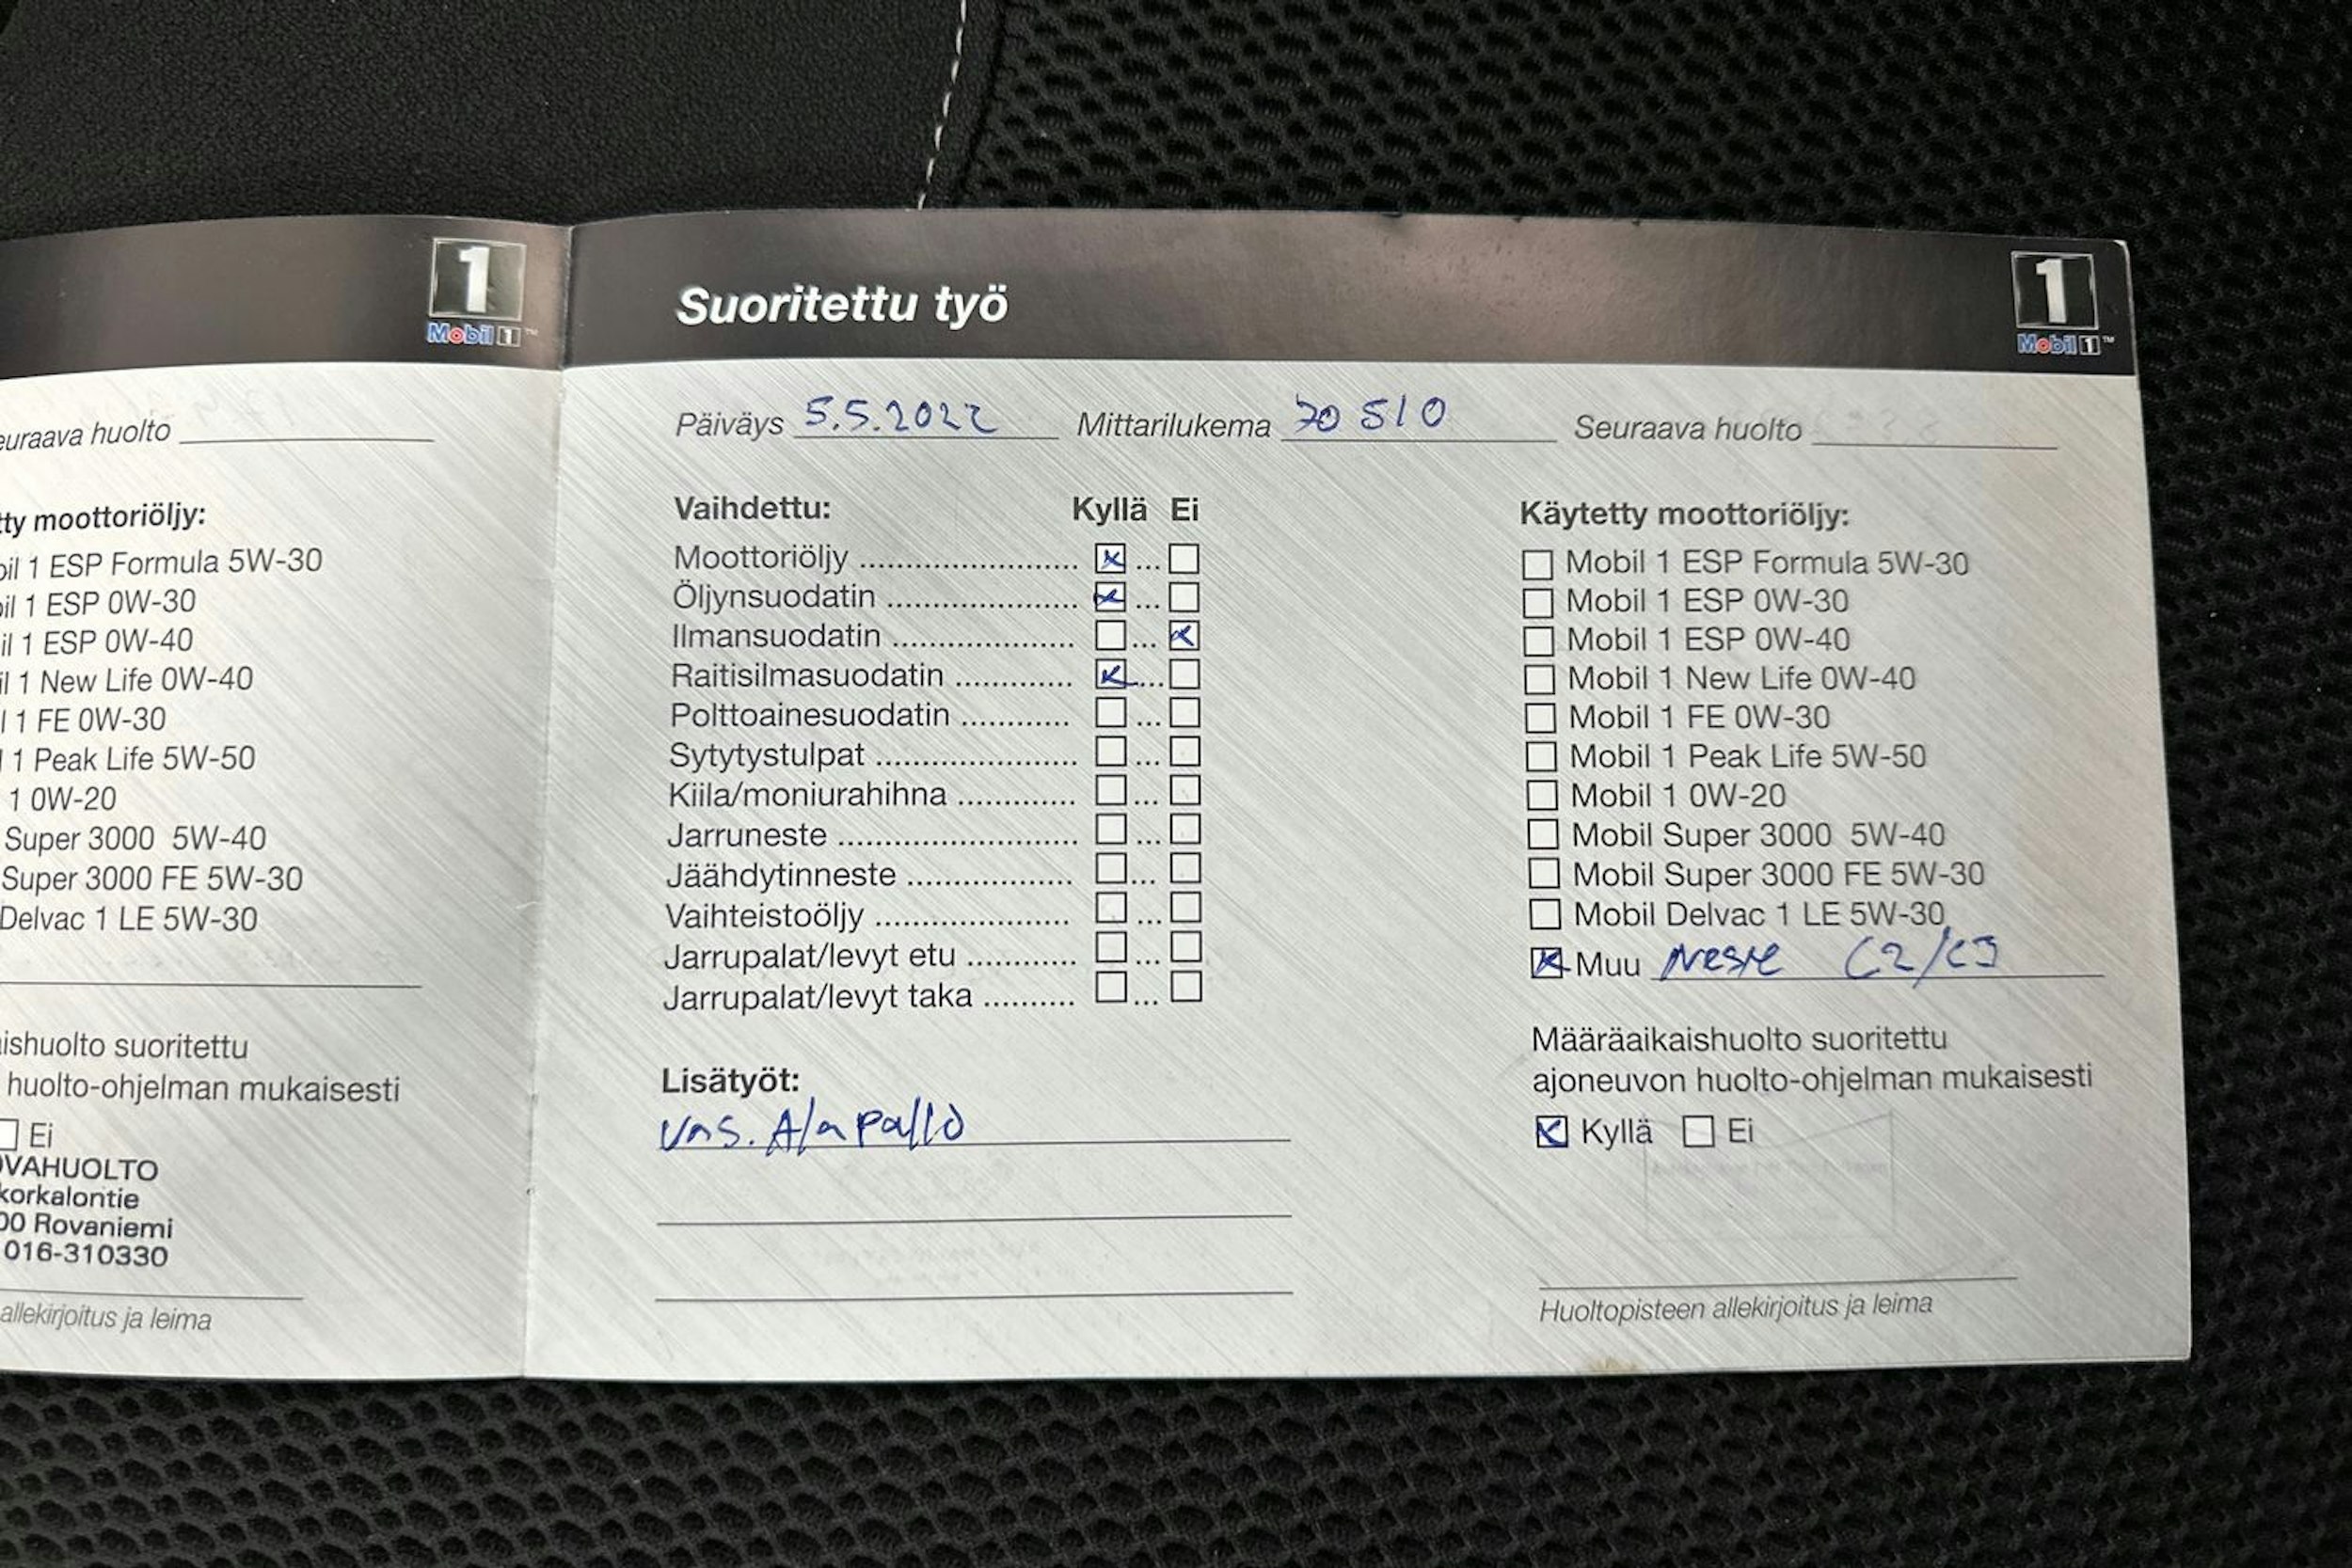 1
Mobil 1™
euraava huolto
tty moottoriöljy:
bil 1 ESP Formula 5W-30
bil 1 ESP 0W-30
il 1 ESP 0W-40
il 1 New Life 0W-40
l 1 FE 0W-30
l 1 Peak Life 5W-50
1 0W-20
Super 3000 5W-40
Super 3000 FE 5W-30
Delvac 1 LE 5W-30
ishuolto suoritettu
huolto-ohjelman mukaisesti
Ei
OVAHUOLTO
korkalontie
00 Rovaniemi
016-310330
allekirjoitus ja leima
Suoritettu työ
1
Mobil 1™
Päiväys 5.5.2022 Mittarilukema 70 510 Seuraava huolto
Vaihdettu: Kyllä Ei
Moottoriöljy
Öljynsuodatin
Ilmansuodatin
Raitisilmasuodatin
Polttoainesuodatin
Sytytystulpat
Kiila/moniurahihna
Jarruneste
Jäähdytinneste
Vaihteistoöljy
Jarrupalat/levyt etu
Jarrupalat/levyt taka
Lisätyöt:
vas. Alapallo
Käytetty moottoriöljy:
Mobil 1 ESP Formula 5W-30
Mobil 1 ESP 0W-30
Mobil 1 ESP 0W-40
Mobil 1 New Life 0W-40
Mobil 1 FE 0W-30
Mobil 1 Peak Life 5W-50
Mobil 1 0W-20
Mobil Super 3000 5W-40
Mobil Super 3000 FE 5W-30
Mobil Delvac 1 LE 5W-30
Muu Neste C2/C3
Määräaikaishuolto suoritettu
ajoneuvon huolto-ohjelman mukaisesti
Kyllä Ei
Huoltopisteen allekirjoitus ja leima